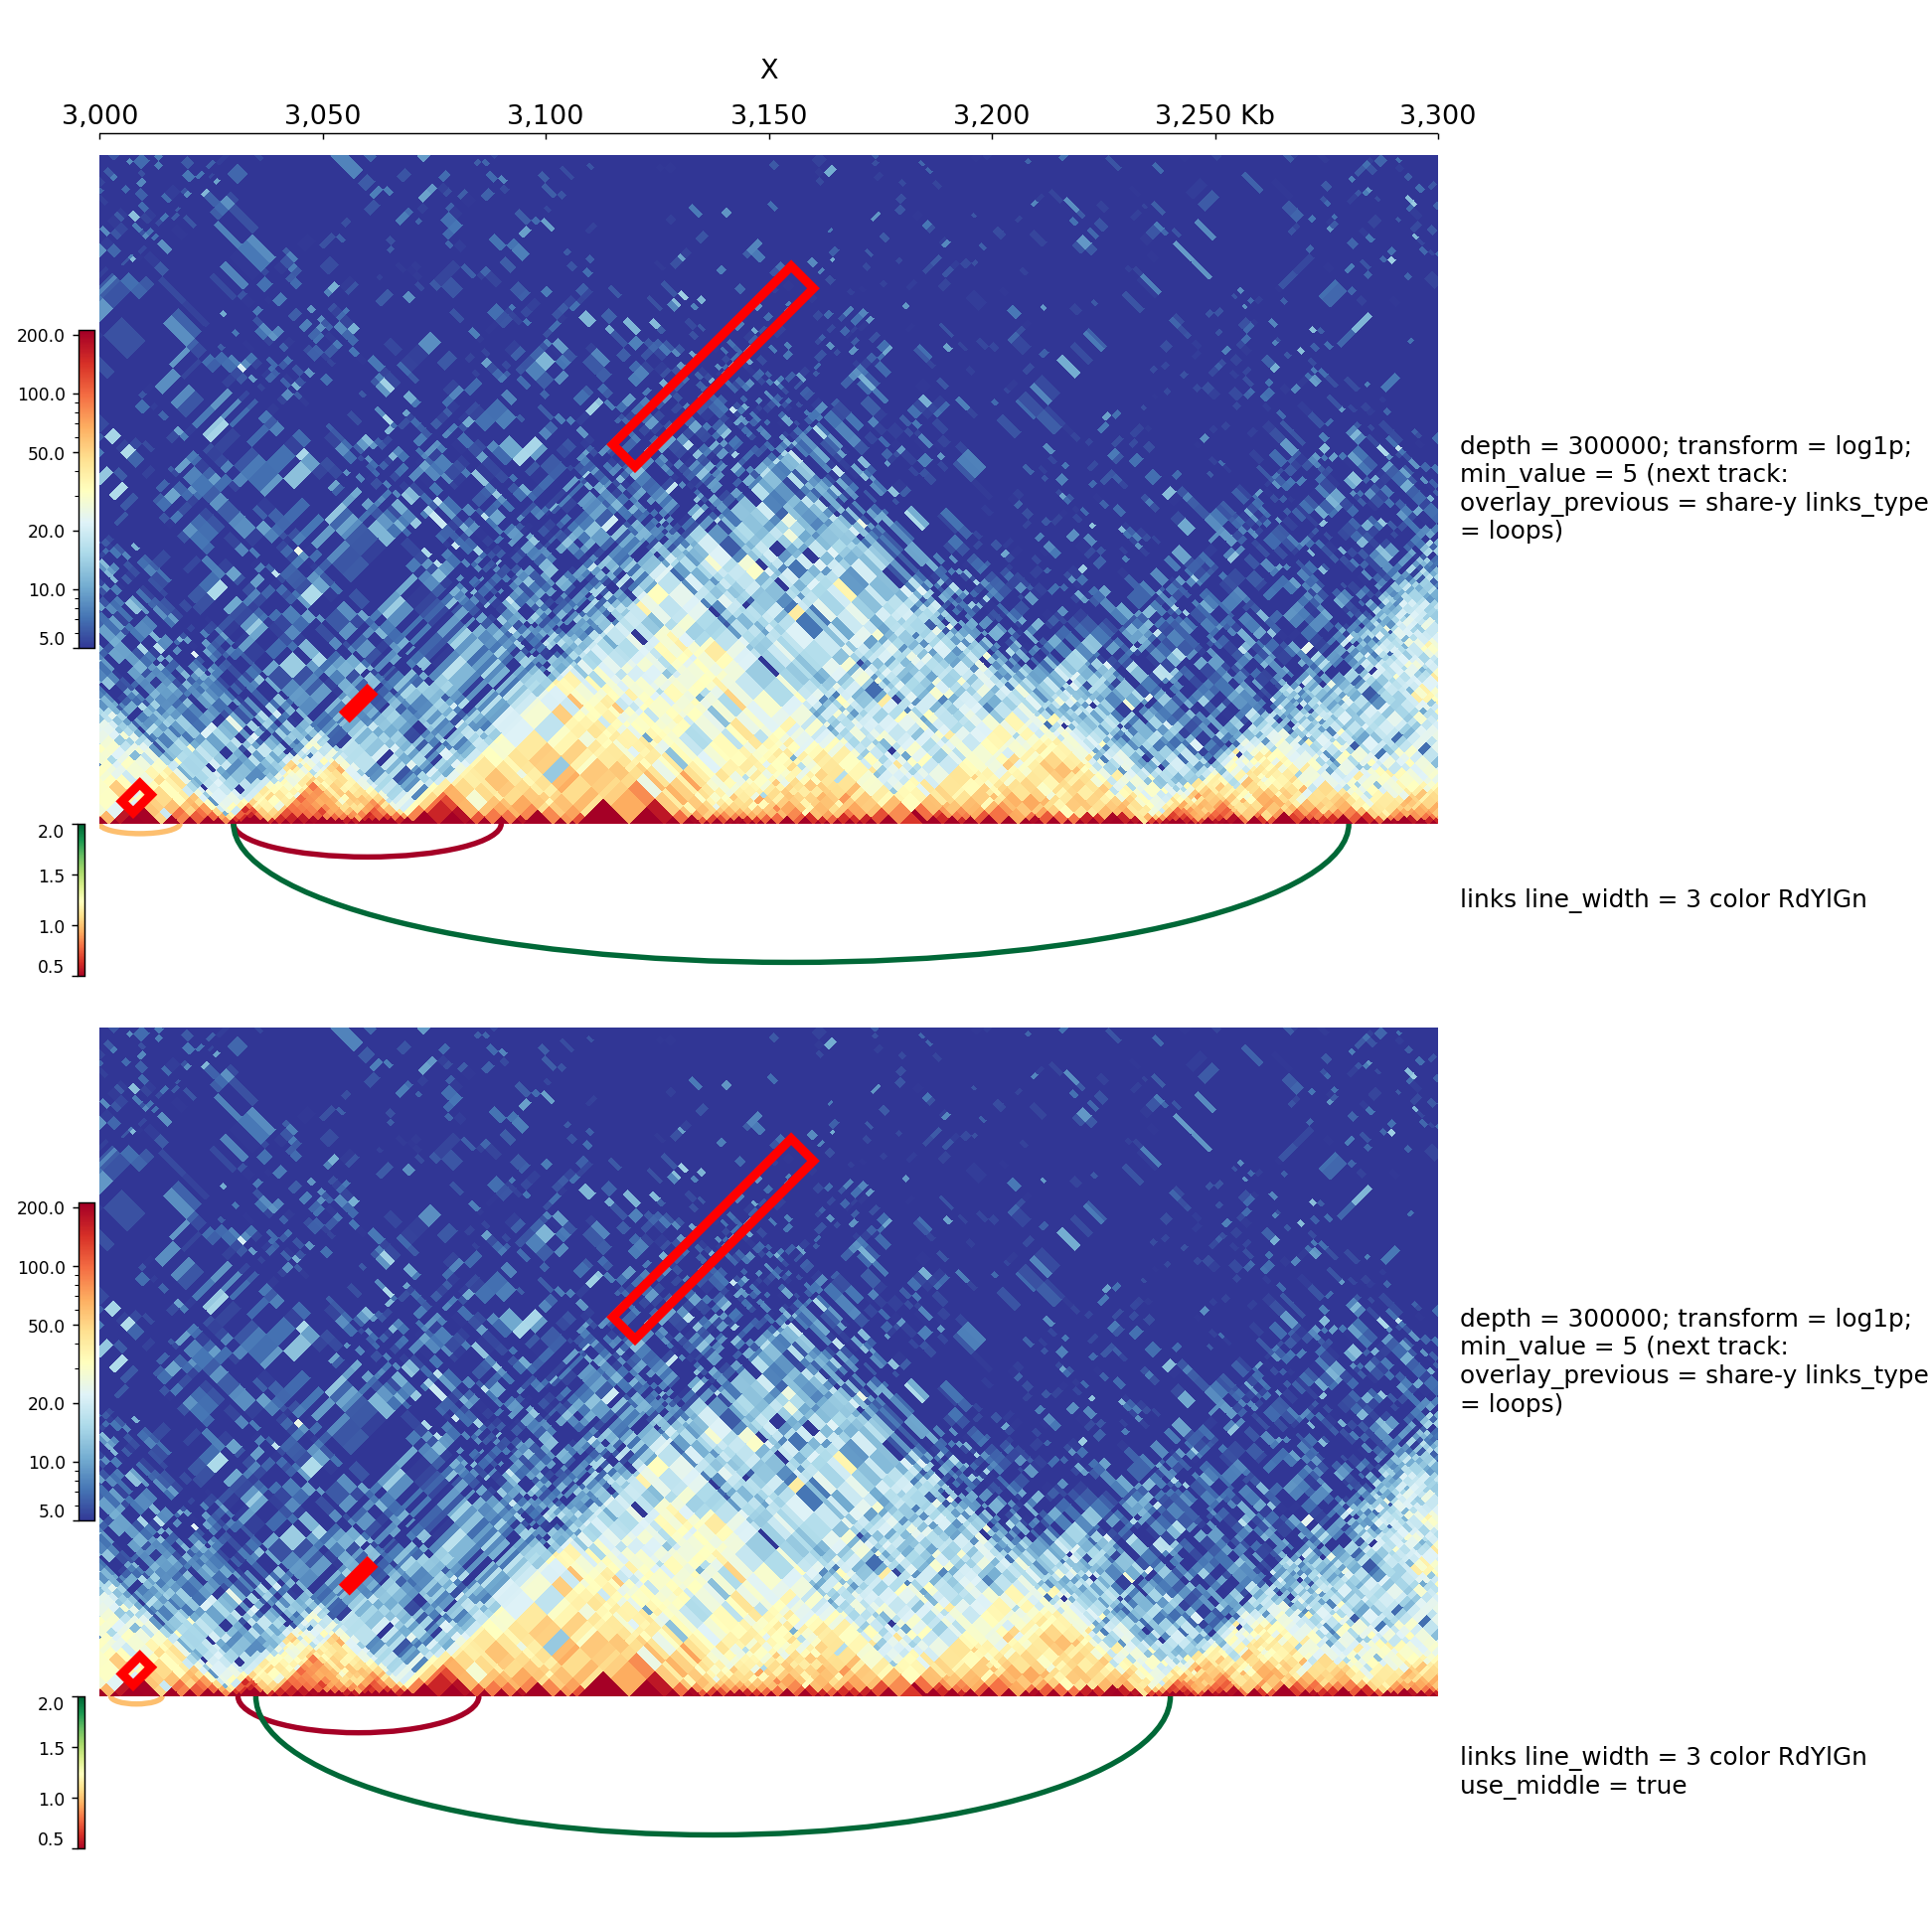 X
3,000 3,050 3,100 3,150 3,200 3,250 Kb 3,300
200.0
100.0
50.0
20.0
10.0
5.0
depth = 300000; transform = log1p;
min_value = 5 (next track:
overlay_previous = share-y links_type
= loops)
2.0
1.5
1.0
0.5
links line_width = 3 color RdYlGn
200.0
100.0
50.0
20.0
10.0
5.0
depth = 300000; transform = log1p;
min_value = 5 (next track:
overlay_previous = share-y links_type
= loops)
2.0
1.5
1.0
0.5
links line_width = 3 color RdYlGn
use_middle = true